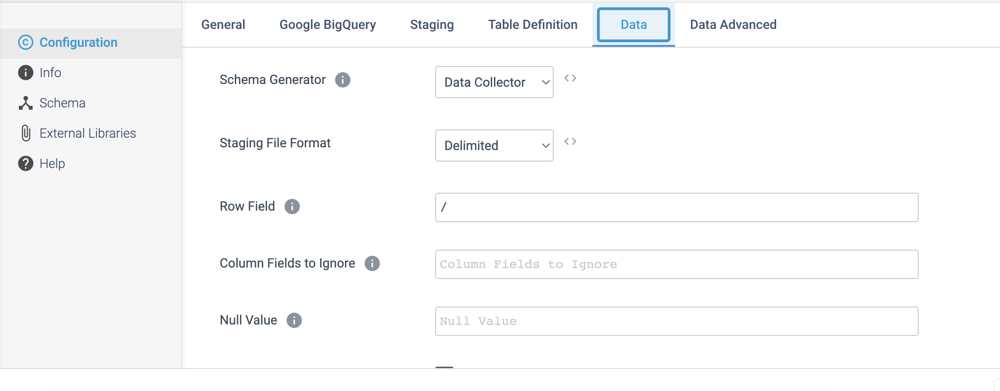 General
Google BigQuery
Staging
Table Definition
Data
Data Advanced
Configuration
Info
Schema
External Libraries
Help
Schema Generator
Data Collector
Staging File Format
Delimited
Row Field
/
Column Fields to Ignore
Column Fields to Ignore
Null Value
Null Value